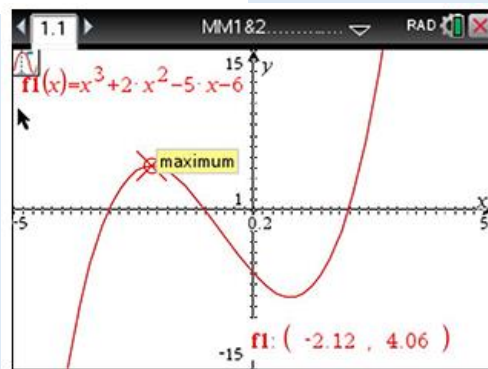 1.1 MM1&2.............. RAD
15 y
f1(x)=x³+2·x²-5·x-6
maximum
1 x
-5 0.2 5
f1: ( -2.12 , 4.06 )
-15